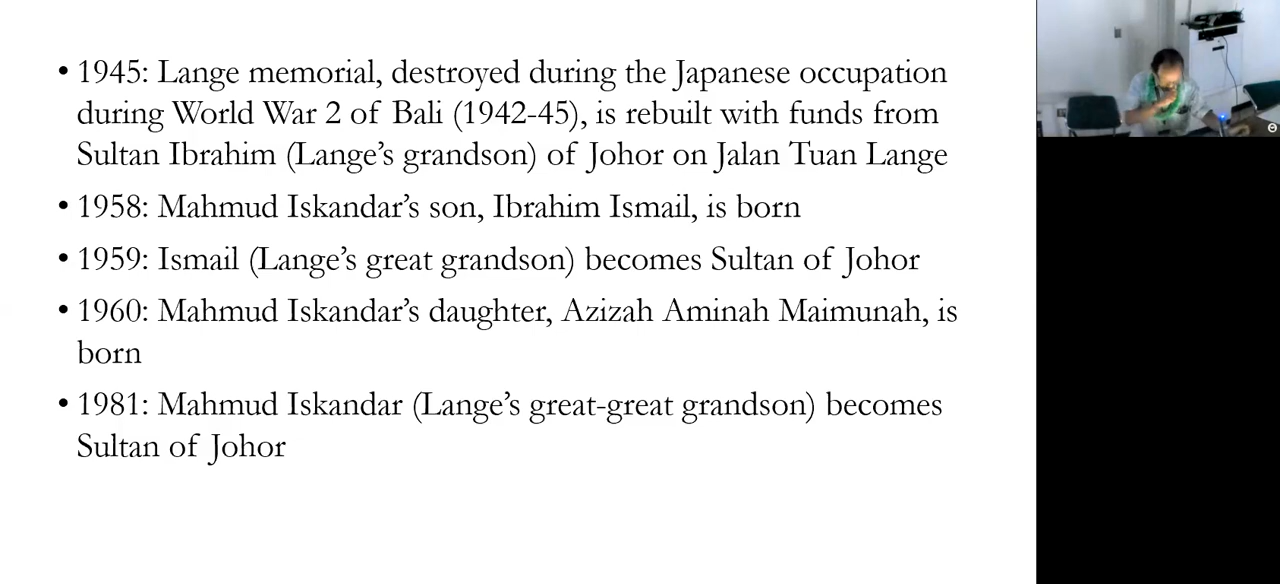 • 1945: Lange memorial, destroyed during the Japanese occupation
during World War 2 of Bali (1942-45), is rebuilt with funds from
Sultan Ibrahim (Lange’s grandson) of Johor on Jalan Tuan Lange
• 1958: Mahmud Iskandar’s son, Ibrahim Ismail, is born
• 1959: Ismail (Lange’s great grandson) becomes Sultan of Johor
• 1960: Mahmud Iskandar’s daughter, Azizah Aminah Maimunah, is
born
• 1981: Mahmud Iskandar (Lange’s great-great grandson) becomes
Sultan of Johor